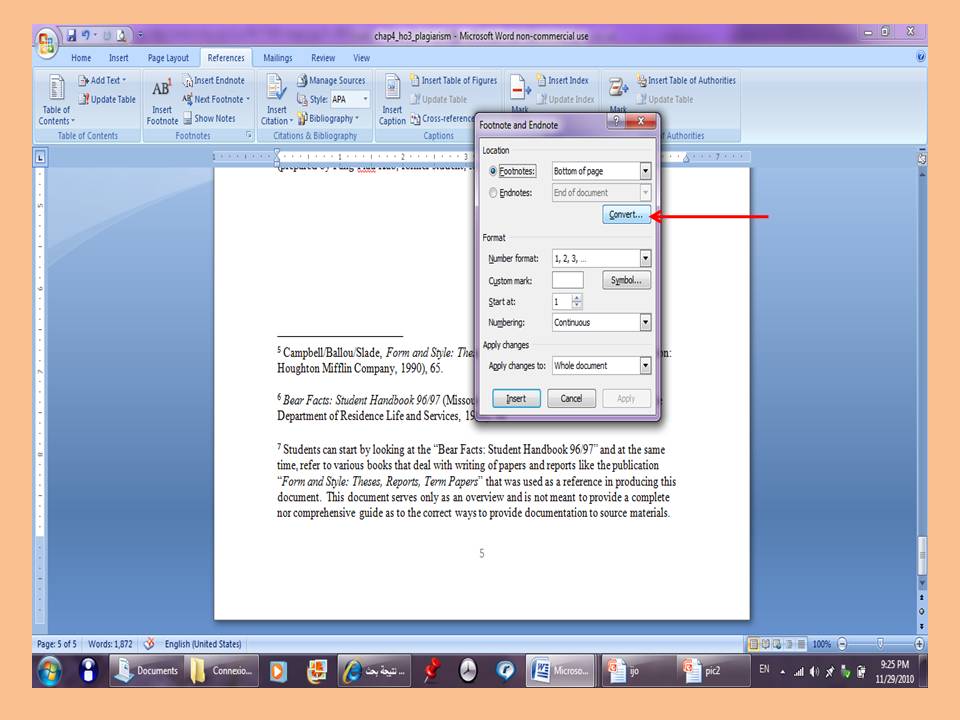 chap4_ho3_plagiarism - Microsoft Word non-commercial use
Home Insert Page Layout References Mailings Review View
Table of Contents
Add Text
Update Table
Table of Contents
AB¹
Insert Footnote
Insert Endnote
Next Footnote
Show Notes
Footnotes
Insert Citation
Manage Sources
Style: APA
Bibliography
Citations & Bibliography
Insert Caption
Insert Table of Figures
Update Table
Cross-reference
Captions
Mark
Insert Index
Update Index
Mark
Insert Table of Authorities
Update Table
Authorities
Footnote and Endnote
Location
Footnotes: Bottom of page
Endnotes: End of document
Convert...
Format
Number format: 1, 2, 3, ...
Custom mark: Symbol...
Start at: 1
Numbering: Continuous
Apply changes
Apply changes to: Whole document
Insert Cancel Apply
⁵ Campbell/Ballou/Slade, Form and Style: The on:
Houghton Mifflin Company, 1990), 65.
⁶ Bear Facts: Student Handbook 96/97 (Missou
Department of Residence Life and Services, 19
⁷ Students can start by looking at the “Bear Facts: Student Handbook 96/97” and at the same
time, refer to various books that deal with writing of papers and reports like the publication
“Form and Style: Theses, Reports, Term Papers” that was used as a reference in producing this
document. This document serves only as an overview and is not meant to provide a complete
nor comprehensive guide as to the correct ways to provide documentation to source materials.
5
Page: 5 of 5 Words: 1,872 English (United States) 100%
Documents Connexio... نتيجة بحث ... Microso... ijo pic2 EN 9:25 PM
11/29/2010